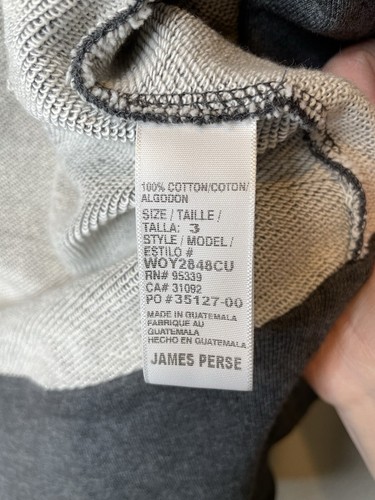 100% COTTON/COTON/
ALGODON
SIZE / TAILLE /
TALLA: 3
STYLE / MODEL /
ESTILO #
WOY2848CU
RN# 95339
CA# 31092
PO # 35127-00
MADE IN GUATEMALA
FABRIQUE AU
GUATEMALA
HECHO EN GUATEMALA
JAMES PERSE